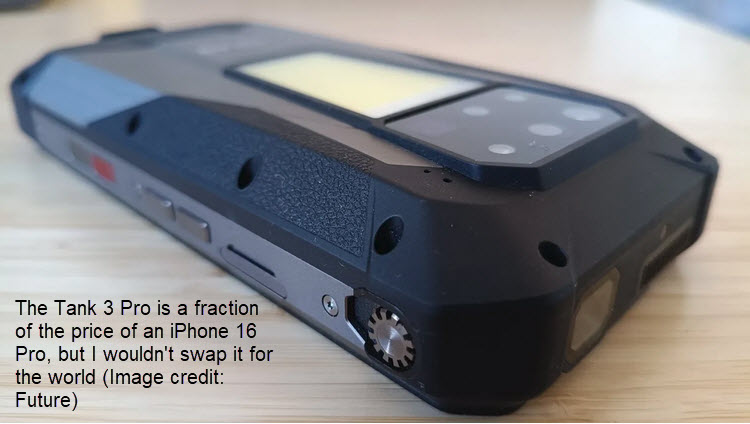 The Tank 3 Pro is a fraction
of the price of an iPhone 16
Pro, but I wouldn't swap it for
the world (Image credit:
Future)